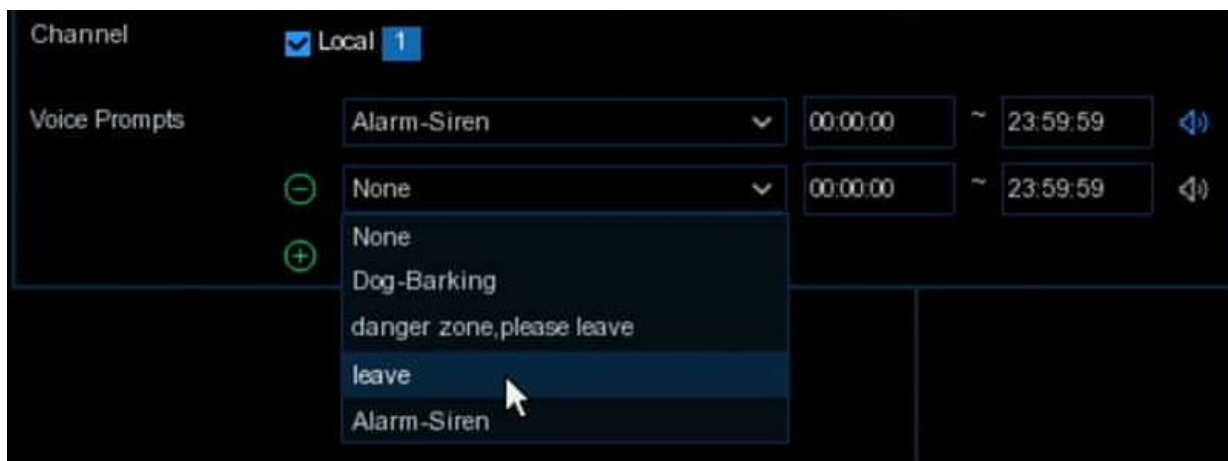 Channel Local 1
Voice Prompts Alarm-Siren 00:00:00 ~ 23:59:59
None 00:00:00 ~ 23:59:59
None
Dog-Barking
danger zone,please leave
leave
Alarm-Siren